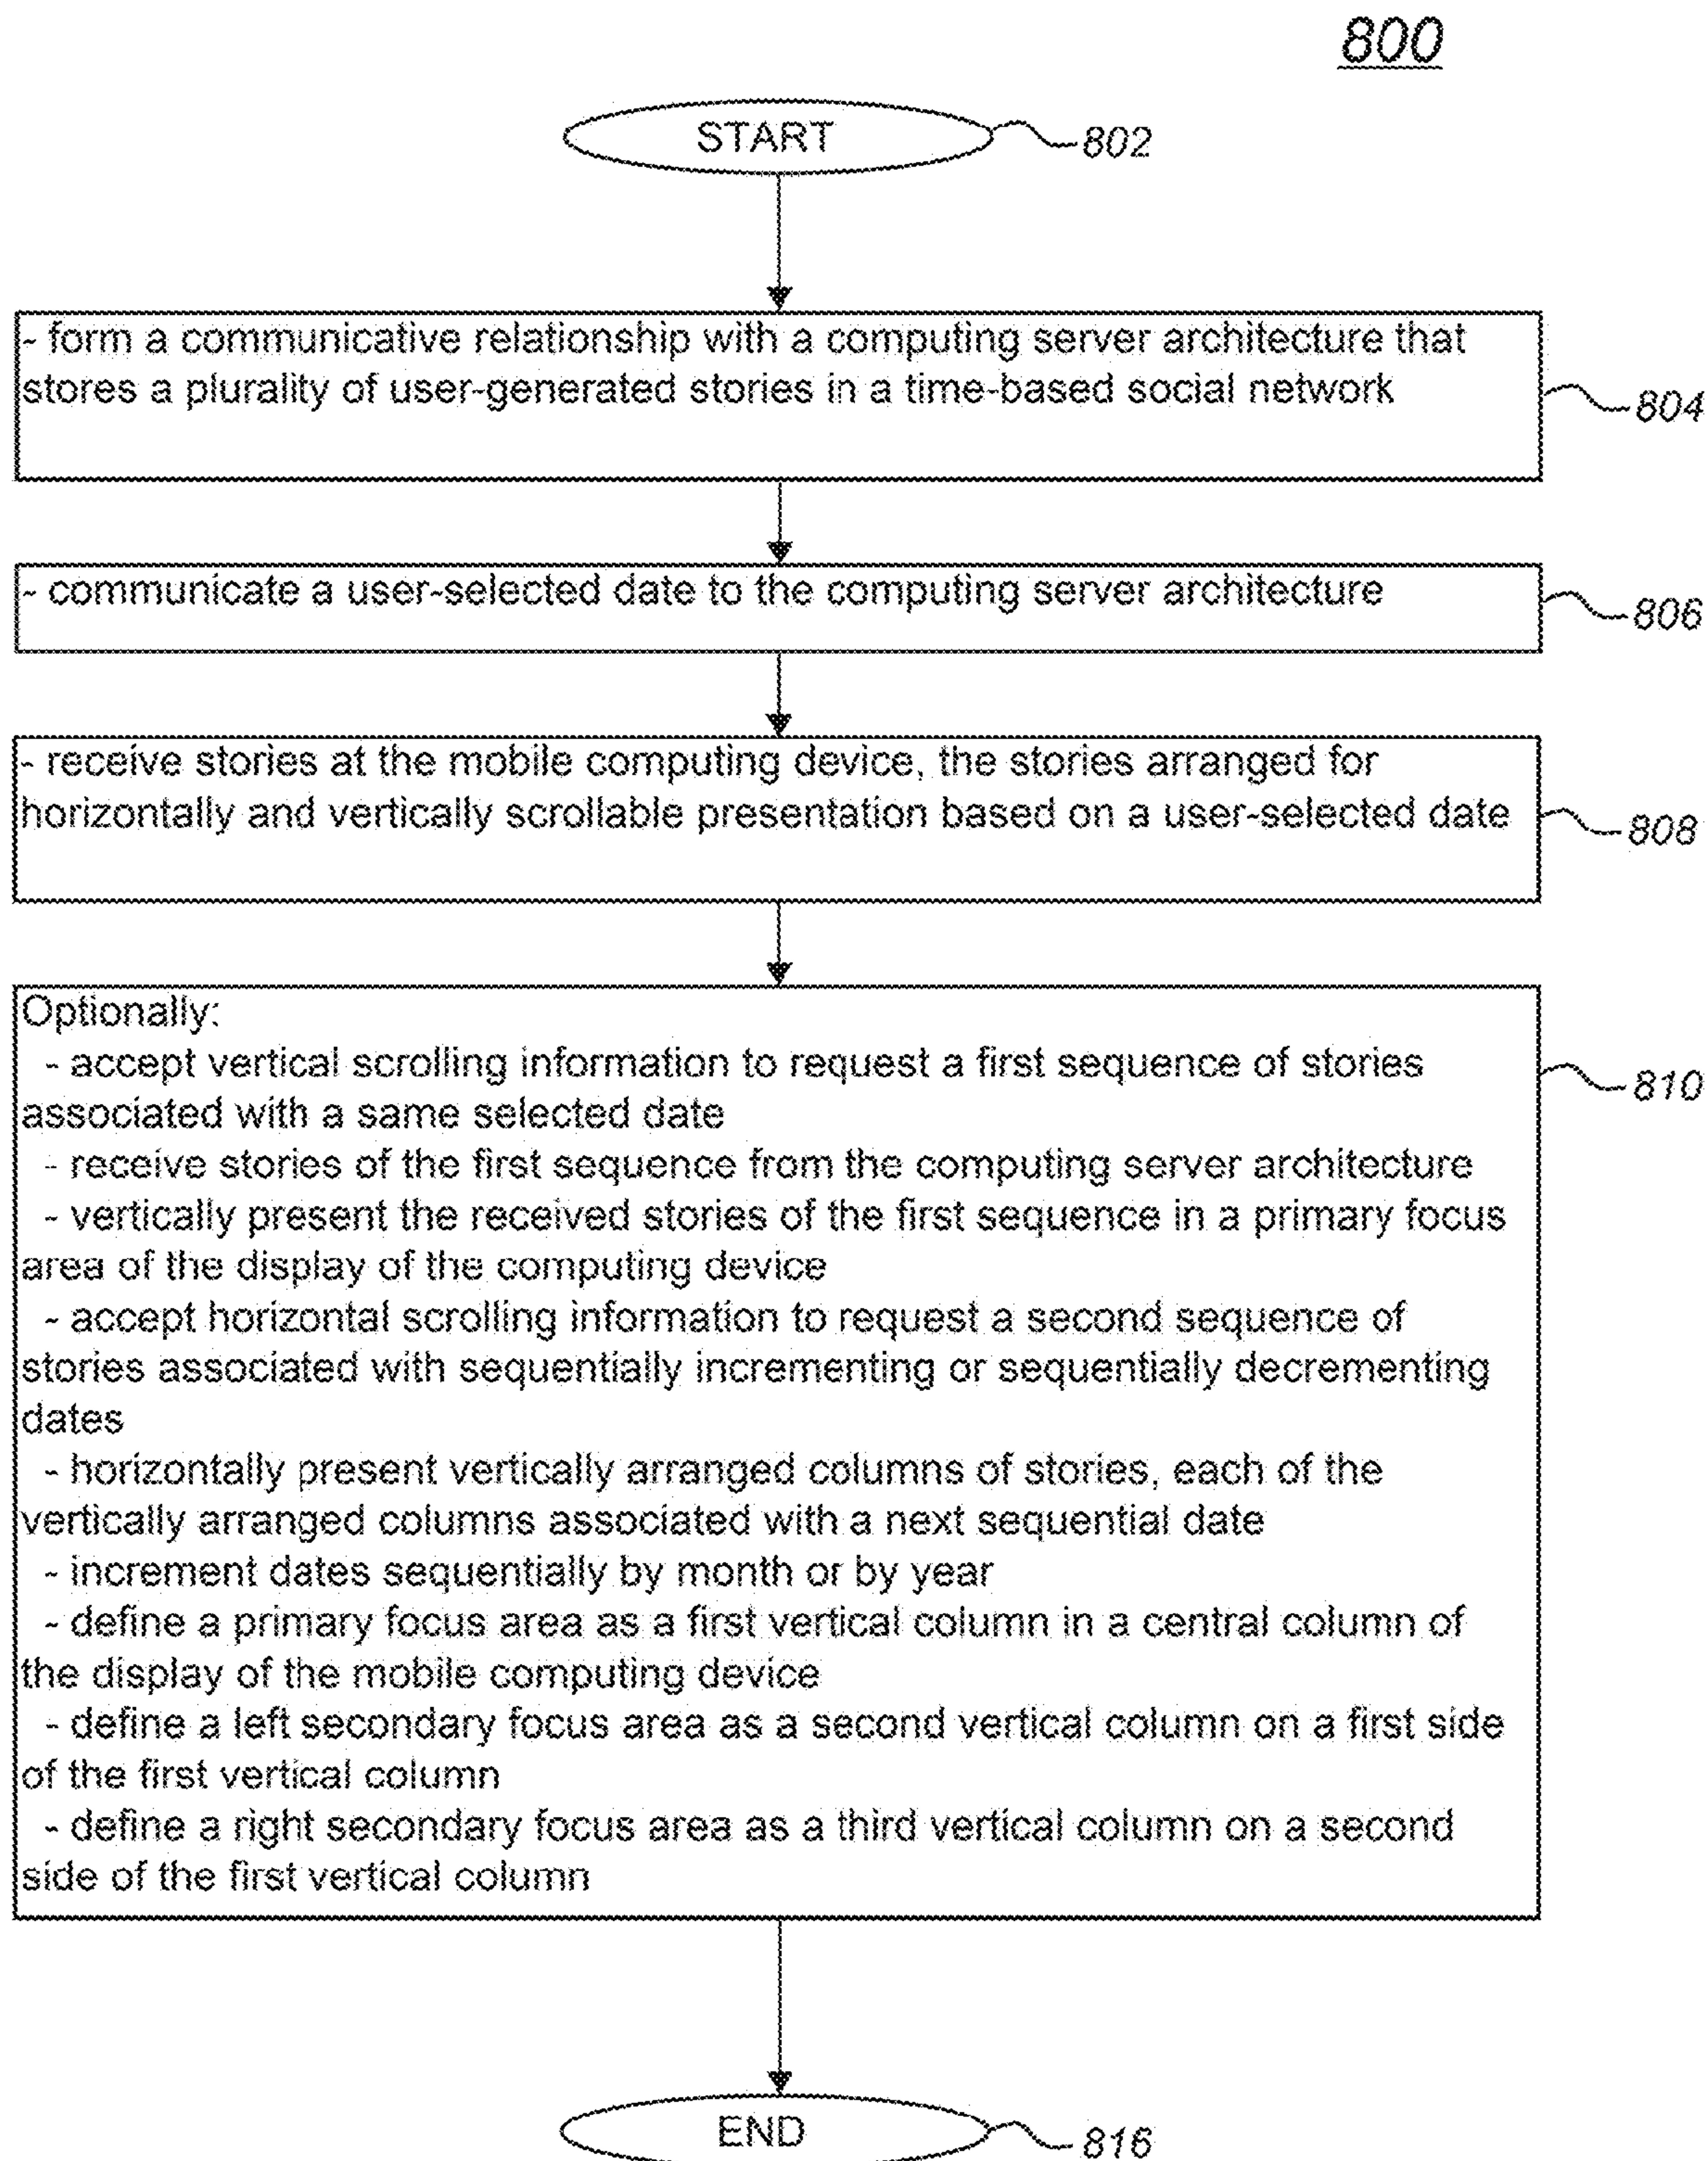 800
START
802
- form a communicative relationship with a computing server architecture that
stores a plurality of user-generated stories in a time-based social network
804
- communicate a user-selected date to the computing server architecture
806
- receive stories at the mobile computing device, the stories arranged for
horizontally and vertically scrollable presentation based on a user-selected date
808
Optionally:
- accept vertical scrolling information to request a first sequence of stories
associated with a same selected date
810
- receive stories of the first sequence from the computing server architecture
- vertically present the received stories of the first sequence in a primary focus
area of the display of the computing device
- accept horizontal scrolling information to request a second sequence of
stories associated with sequentially incrementing or sequentially decrementing
dates
- horizontally present vertically arranged columns of stories, each of the
vertically arranged columns associated with a next sequential date
- increment dates sequentially by month or by year
- define a primary focus area as a first vertical column in a central column of
the display of the mobile computing device
- define a left secondary focus area as a second vertical column on a first side
of the first vertical column
- define a right secondary focus area as a third vertical column on a second
side of the first vertical column
END
816